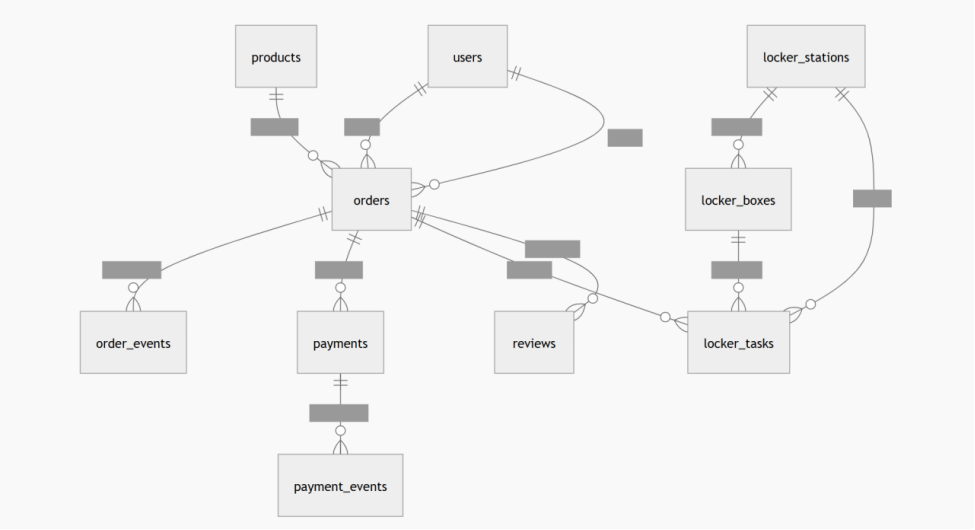 products
users
locker_stations
orders
locker_boxes
order_events
payments
reviews
locker_tasks
payment_events